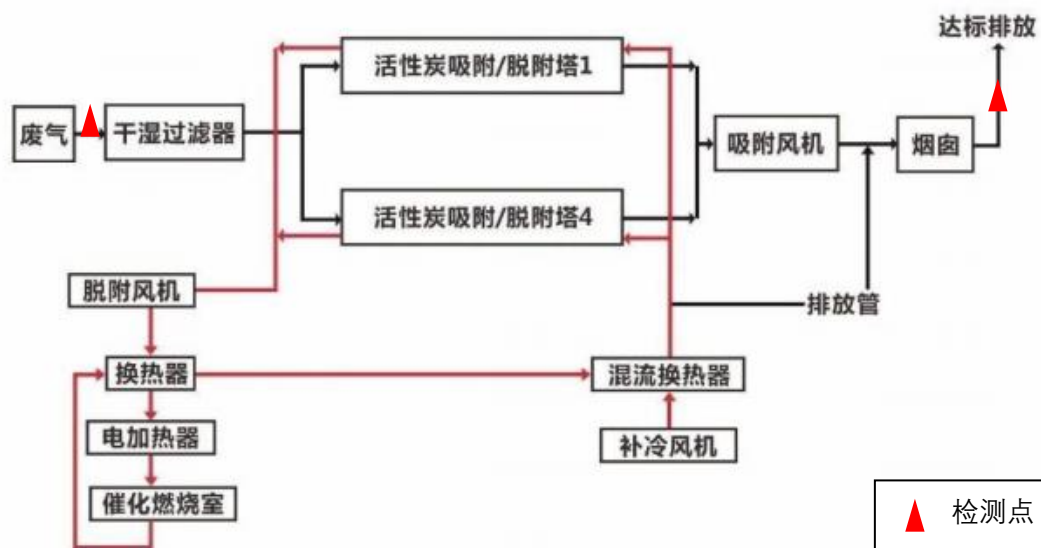 达标排放
活性炭吸附/脱附塔1
废气
干湿过滤器
吸附风机
烟囱
活性炭吸附/脱附塔4
脱附风机
排放管
换热器
混流换热器
电加热器
补冷风机
催化燃烧室
检测点